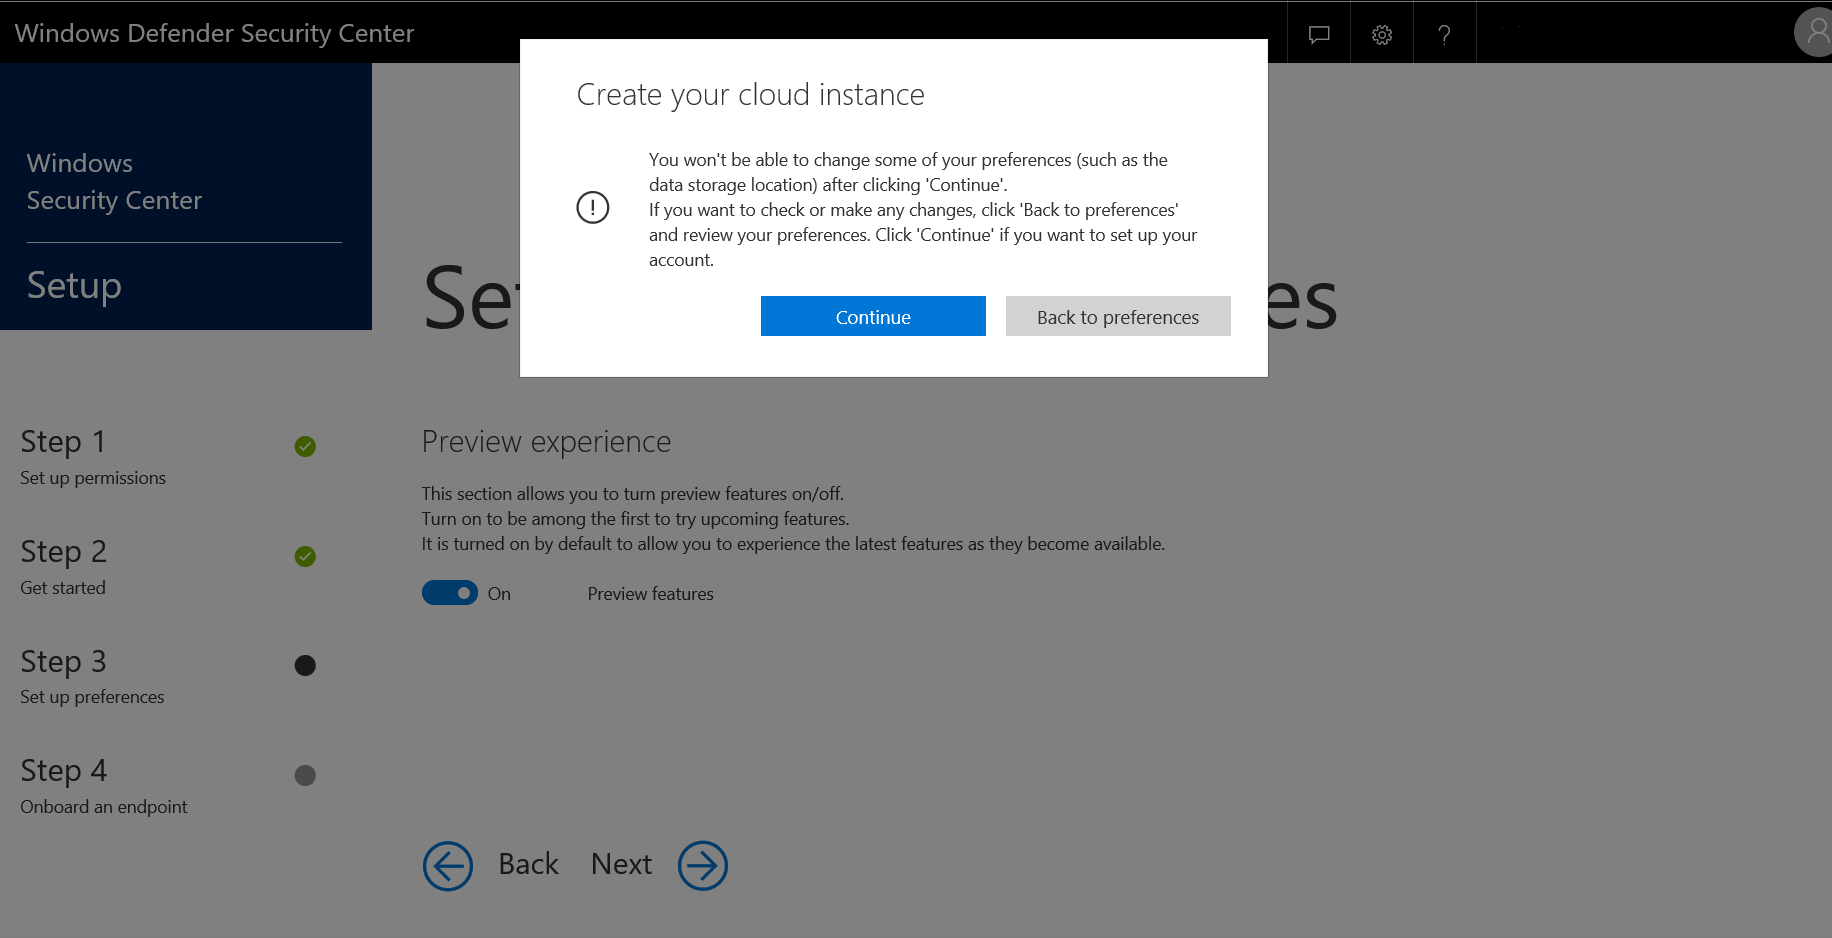 Windows Defender Security Center
?
Create your cloud instance
You won't be able to change some of your preferences (such as the
data storage location) after clicking 'Continue'.
If you want to check or make any changes, click 'Back to preferences'
and review your preferences. Click 'Continue' if you want to set up your
account.
Continue
Back to preferences
Windows
Security Center
Setup
Se
es
Step 1
Set up permissions
Step 2
Get started
Step 3
Set up preferences
Step 4
Onboard an endpoint
Preview experience
This section allows you to turn preview features on/off.
Turn on to be among the first to try upcoming features.
It is turned on by default to allow you to experience the latest features as they become available.
On
Preview features
Back
Next